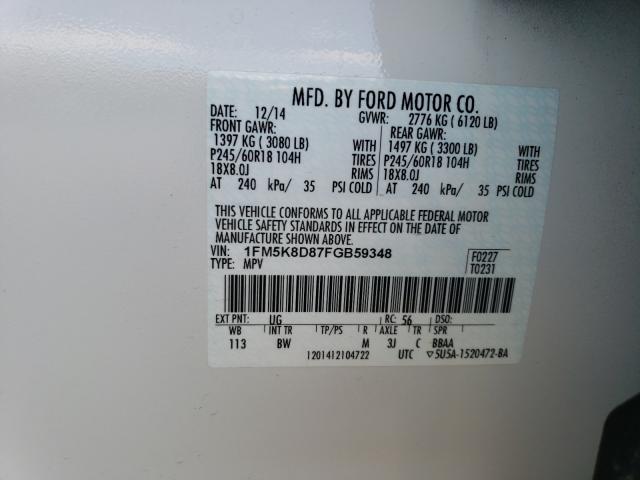 MFD. BY FORD MOTOR CO.
DATE: 12/14 GVWR: 2776 KG ( 6120 LB)
FRONT GAWR: REAR GAWR:
1397 KG ( 3080 LB) WITH 1497 KG ( 3300 LB) WITH
P245/60R18 104H TIRES P245/60R18 104H TIRES
18X8.0J RIMS 18X8.0J RIMS
AT 240 kPa/ 35 PSI COLD AT 240 kPa/ 35 PSI COLD
THIS VEHICLE CONFORMS TO ALL APPLICABLE FEDERAL MOTOR
VEHICLE SAFETY STANDARDS IN EFFECT ON THE DATE OF
MANUFACTURE SHOWN ABOVE.
VIN: 1FM5K8D87FGB59348 F0227
TYPE: MPV T0231
EXT PNT: UG RC: 56 DSO:
WB INT TR TP/PS R AXLE TR SPR
113 BW M 3J C BBAA
1201412104722 UTC ▽5U5A-1520472-BA